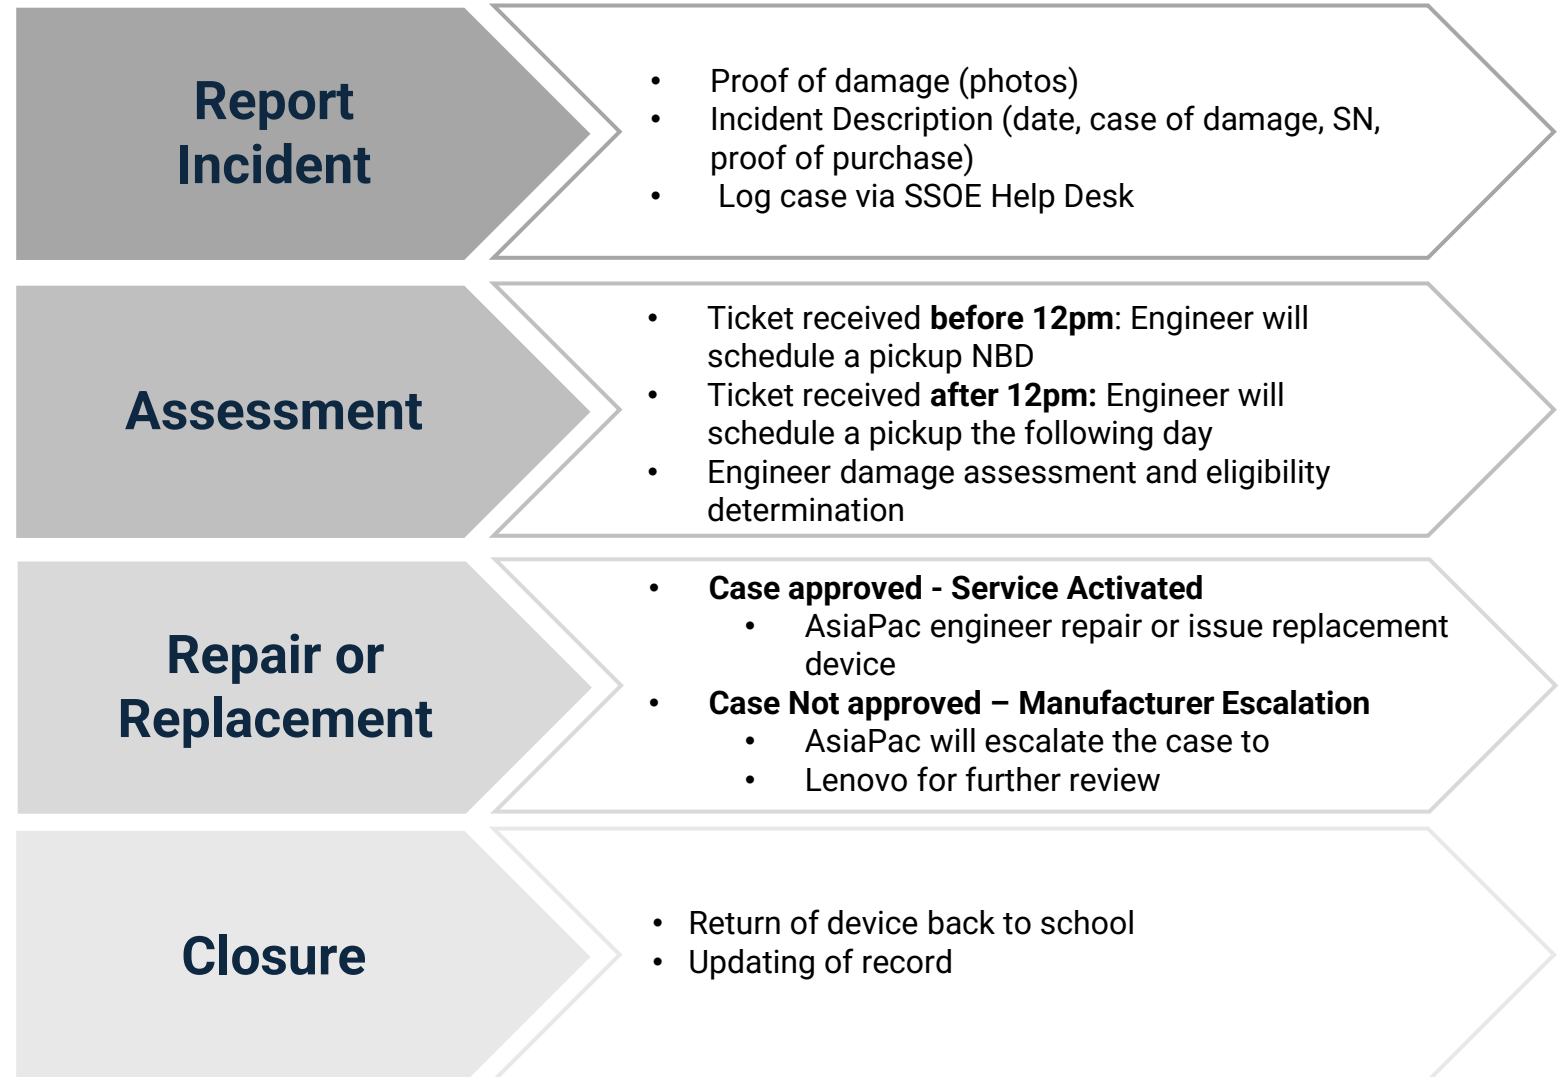 Report
Incident
• Proof of damage (photos)
• Incident Description (date, case of damage, SN,
proof of purchase)
• Log case via SSOE Help Desk
Assessment
• Ticket received before 12pm: Engineer will
schedule a pickup NBD
• Ticket received after 12pm: Engineer will
schedule a pickup the following day
• Engineer damage assessment and eligibility
determination
Repair or
Replacement
• Case approved - Service Activated
• AsiaPac engineer repair or issue replacement
device
• Case Not approved – Manufacturer Escalation
• AsiaPac will escalate the case to
• Lenovo for further review
Closure
• Return of device back to school
• Updating of record